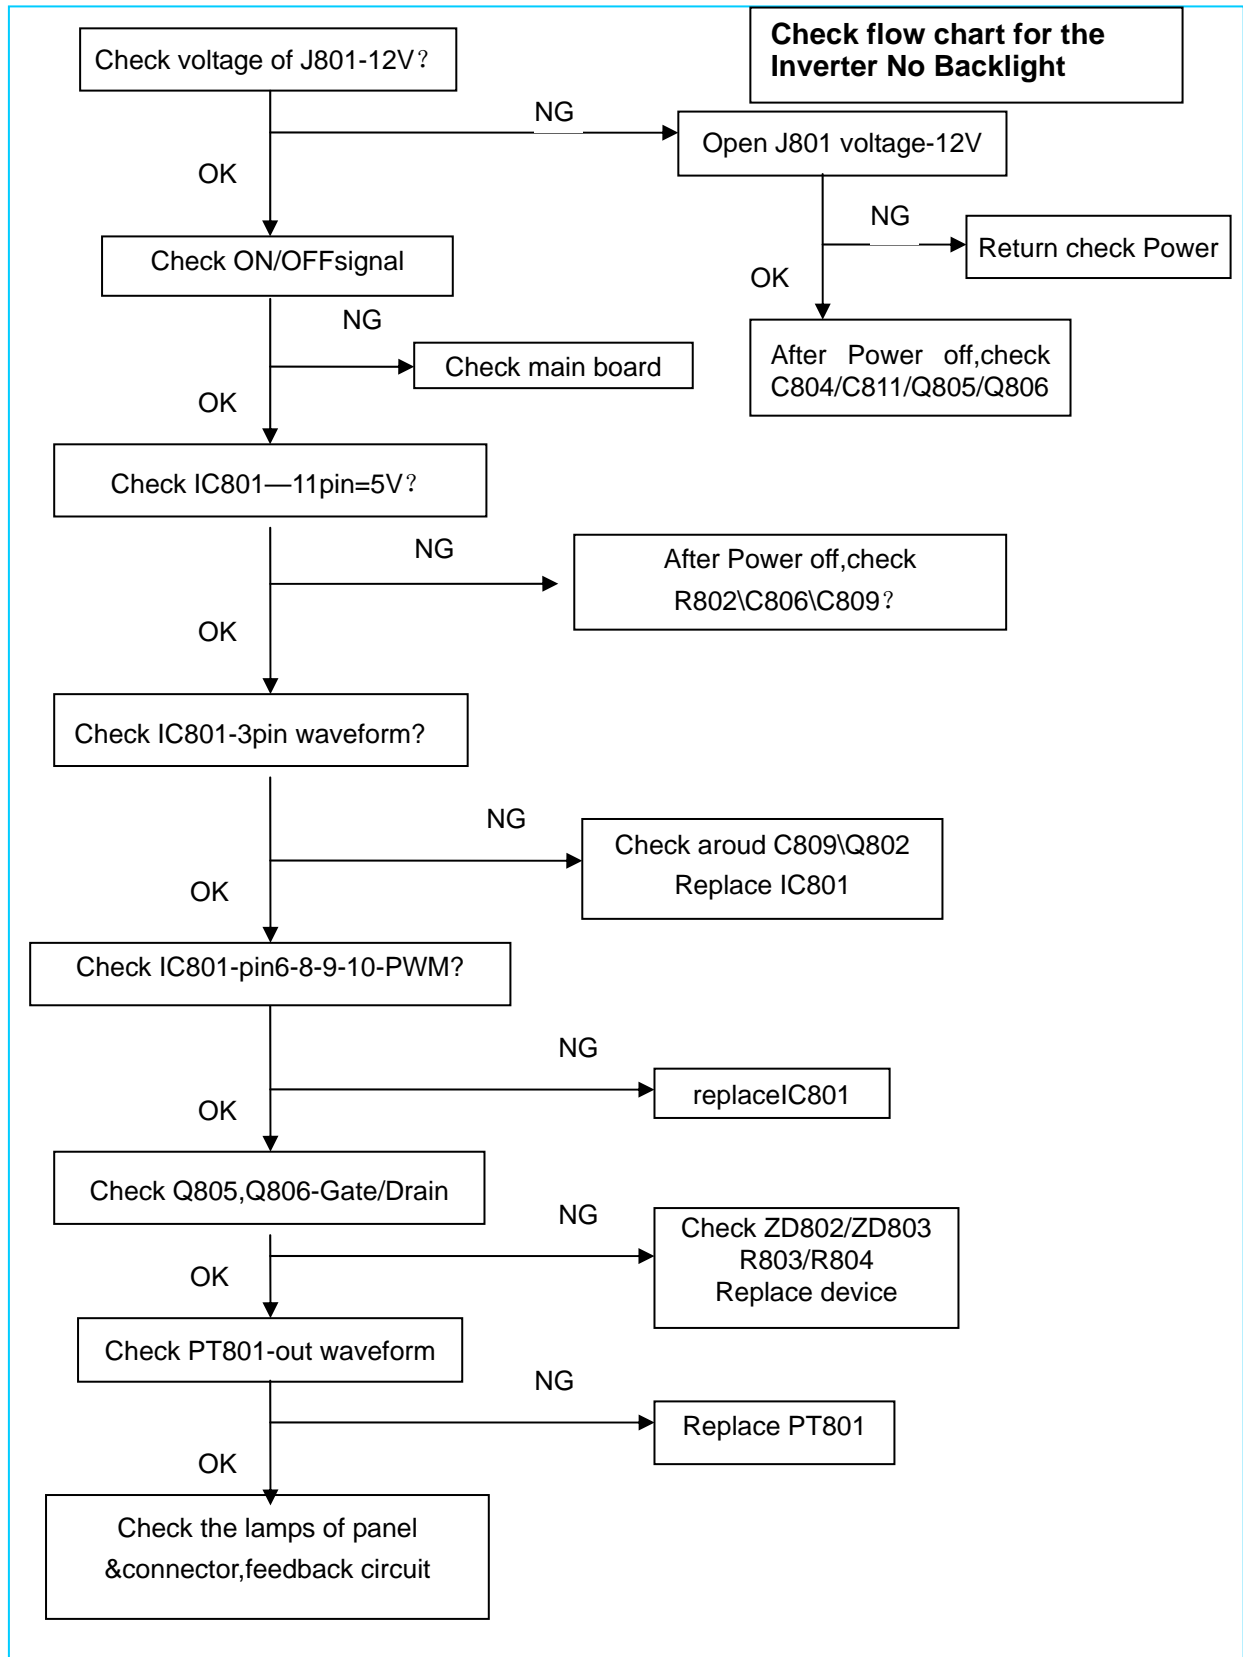 Check flow chart for the
Inverter No Backlight
Check voltage of J801-12V？
NG
Open J801 voltage-12V
OK
NG
Return check Power
Check ON/OFFsignal
OK
NG
After Power off,check
C804/C811/Q805/Q806
Check main board
OK
Check IC801—11pin=5V？
NG
After Power off,check
R802\C806\C809？
OK
Check IC801-3pin waveform?
NG
Check aroud C809\Q802
Replace IC801
OK
Check IC801-pin6-8-9-10-PWM?
NG
replaceIC801
OK
Check Q805,Q806-Gate/Drain
NG
Check ZD802/ZD803
R803/R804
Replace device
OK
Check PT801-out waveform
NG
Replace PT801
OK
Check the lamps of panel
&connector,feedback circuit